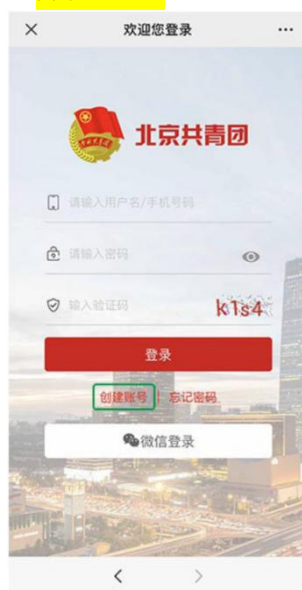 欢迎您登录
北京共青团
请输入用户名/手机号码
请输入密码
输入验证码
k1s4
登录
创建账号 | 忘记密码
微信登录